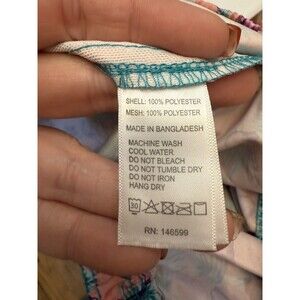 SHELL: 100% POLYESTER
MESH: 100% POLYESTER
MADE IN BANGLADESH
MACHINE WASH
COOL WATER
DO NOT BLEACH
DO NOT TUMBLE DRY
DO NOT IRON
HANG DRY
30
RN: 146599